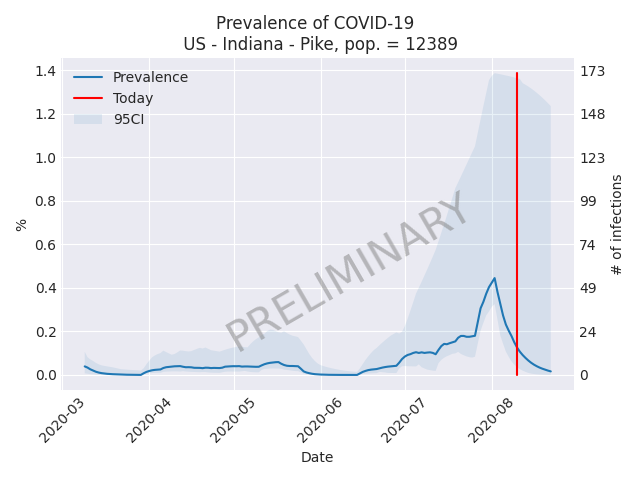 Prevalence of COVID-19
US - Indiana - Pike, pop. = 12389
Prevalence
Today
95CI
PRELIMINARY
%
1.4
1.2
1.0
0.8
0.6
0.4
0.2
0.0
173
148
123
99
74
49
24
0
# of infections
2020-03
2020-04
2020-05
2020-06
2020-07
2020-08
Date